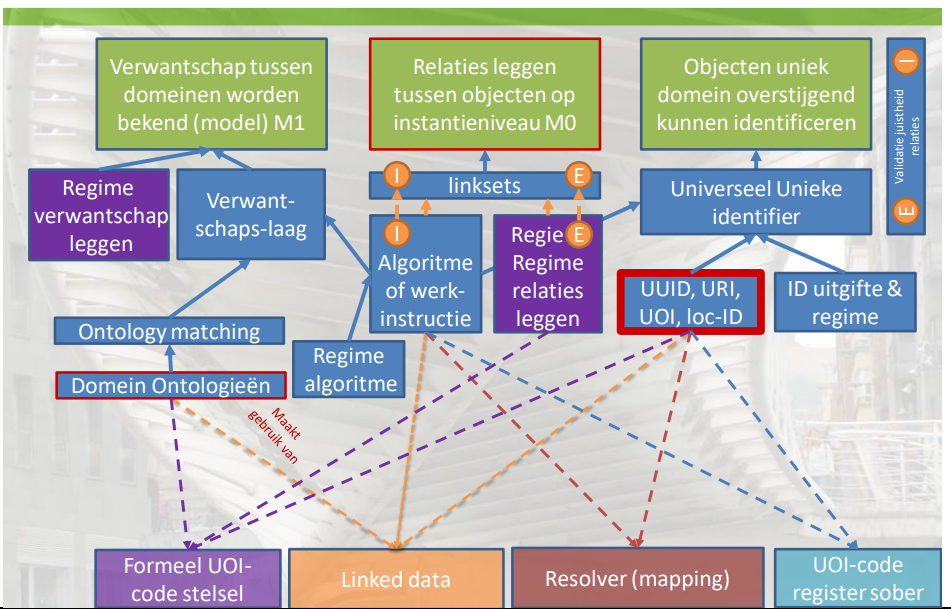 Verwantschap tussen
domeinen worden
bekend (model) M1
Relaties leggen
tussen objecten op
instantieniveau M0
Objecten uniek
domein overstijgend
kunnen identificeren
I
Validatie juistheid
relaties
E
Regime
verwantschap
leggen
Verwant-
schaps-laag
I
linksets
E
Universeel Unieke
identifier
I
Algoritme
of werk-
instructie
Regie
E
Regime
relaties
leggen
UUID, URI,
UOI, loc-ID
ID uitgifte &
regime
Ontology matching
Regime
algoritme
Domein Ontologieën
Maakt
gebruik van
Formeel UOI-
code stelsel
Linked data
Resolver (mapping)
UOI-code
register sober